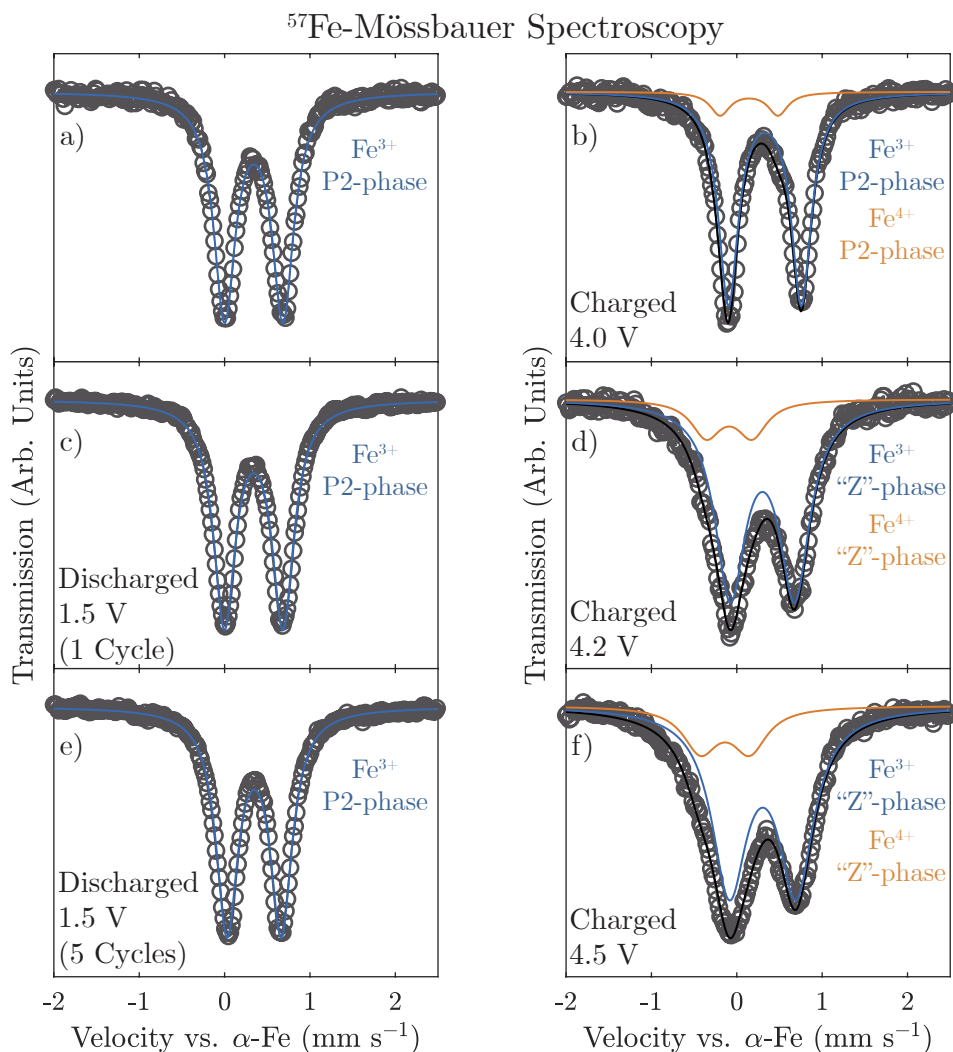 ⁵⁷Fe-Mössbauer Spectroscopy
a)
Fe³⁺
P2-phase
b)
Fe³⁺
P2-phase
Fe⁴⁺
P2-phase
Charged
4.0 V
c)
Fe³⁺
P2-phase
Discharged
1.5 V
(1 Cycle)
d)
Fe³⁺
“Z”-phase
Fe⁴⁺
“Z”-phase
Charged
4.2 V
e)
Fe³⁺
P2-phase
Discharged
1.5 V
(5 Cycles)
f)
Fe³⁺
“Z”-phase
Fe⁴⁺
“Z”-phase
Charged
4.5 V
Transmission (Arb. Units)
Transmission (Arb. Units)
-2 -1 0 1 2
-2 -1 0 1 2
Velocity vs. α-Fe (mm s⁻¹)
Velocity vs. α-Fe (mm s⁻¹)